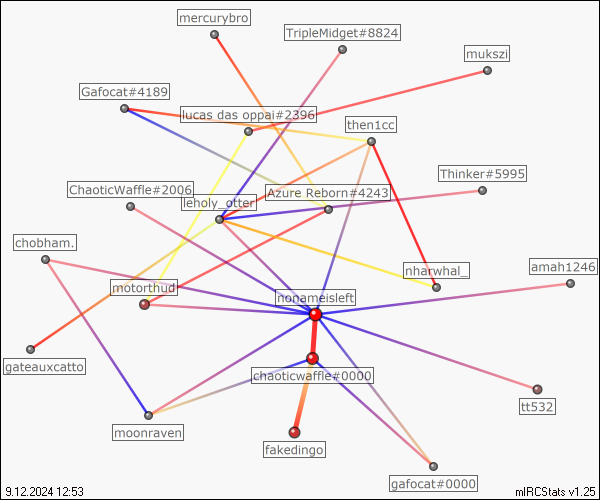 mercurybro
TripleMidget#8824
mukszi
Gafocat#4189
lucas das oppai#2396
then1cc
Thinker#5995
ChaoticWaffle#2006
leholy_otter
Azure Reborn#4243
chobham.
nharwhal_
amah1246
motorthud
nonameisleft
gateauxcatto
chaoticwaffle#0000
tt532
moonraven
fakedingo
gafocat#0000
9.12.2024 12:53
mIRCStats v1.25